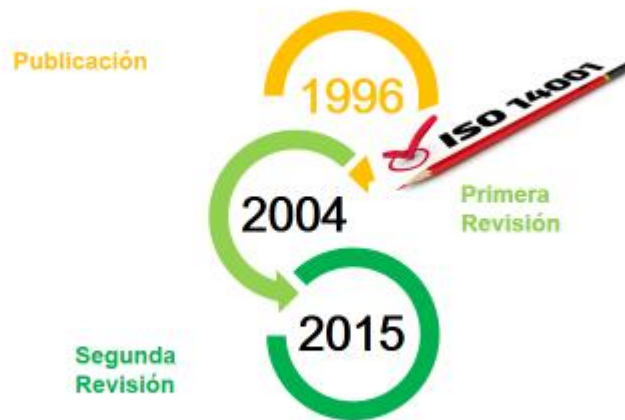 Publicación
1996
ISO 14001
2004
Primera
Revisión
2015
Segunda
Revisión